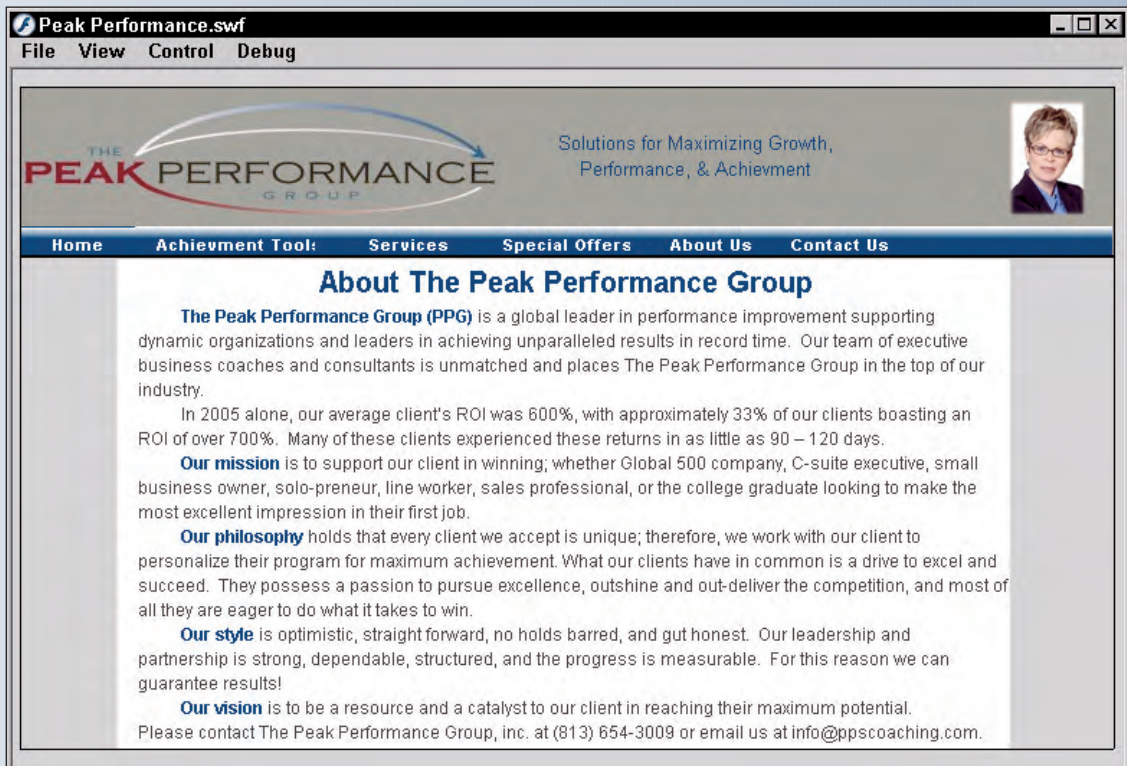 Peak Performance.swf
File View Control Debug
THE
PEAK PERFORMANCE
GROUP
Solutions for Maximizing Growth,
Performance, & Achievment
Home Achievment Tools Services Special Offers About Us Contact Us
About The Peak Performance Group
The Peak Performance Group (PPG) is a global leader in performance improvement supporting
dynamic organizations and leaders in achieving unparalleled results in record time. Our team of executive
business coaches and consultants is unmatched and places The Peak Performance Group in the top of our
industry.
In 2005 alone, our average client's ROI was 600%, with approximately 33% of our clients boasting an
ROI of over 700%. Many of these clients experienced these returns in as little as 90 – 120 days.
Our mission is to support our client in winning; whether Global 500 company, C-suite executive, small
business owner, solo-preneur, line worker, sales professional, or the college graduate looking to make the
most excellent impression in their first job.
Our philosophy holds that every client we accept is unique; therefore, we work with our client to
personalize their program for maximum achievement. What our clients have in common is a drive to excel and
succeed. They possess a passion to pursue excellence, outshine and out-deliver the competition, and most of
all they are eager to do what it takes to win.
Our style is optimistic, straight forward, no holds barred, and gut honest. Our leadership and
partnership is strong, dependable, structured, and the progress is measurable. For this reason we can
guarantee results!
Our vision is to be a resource and a catalyst to our client in reaching their maximum potential.
Please contact The Peak Performance Group, inc. at (813) 654-3009 or email us at info@ppscoaching.com.